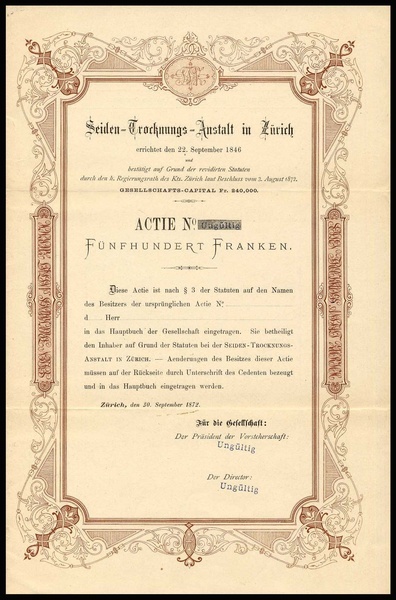 Seiden-Trocknungs-Anstalt in Zürich
errichtet den 22. September 1846
und
bestätigt auf Grund der revidirten Statuten
durch den h. Regierungsrath des Kts. Zürich laut Beschluss vom 3. August 1872.
GESELLSCHAFTS-CAPITAL Fr. 240,000.
ACTIE No. Ungültig
FÜNFHUNDERT FRANKEN.
Diese Actie ist nach § 3 der Statuten auf den Namen
des Besitzers der ursprünglichen Actie No
d Herr
in das Hauptbuch der Gesellschaft eingetragen. Sie betheiligt
den Inhaber auf Grund der Statuten bei der SEIDEN-TROCKNUNGS-
ANSTALT IN ZÜRICH. — Aenderungen des Besitzes dieser Actie
müssen auf der Rückseite durch Unterschrift des Cedenten bezeugt
und in das Hauptbuch eingetragen werden.
Zürich, den 30. September 1872.
Für die Gesellschaft:
Der Präsident der Vorsteherschaft:
Ungültig
Der Director:
Ungültig